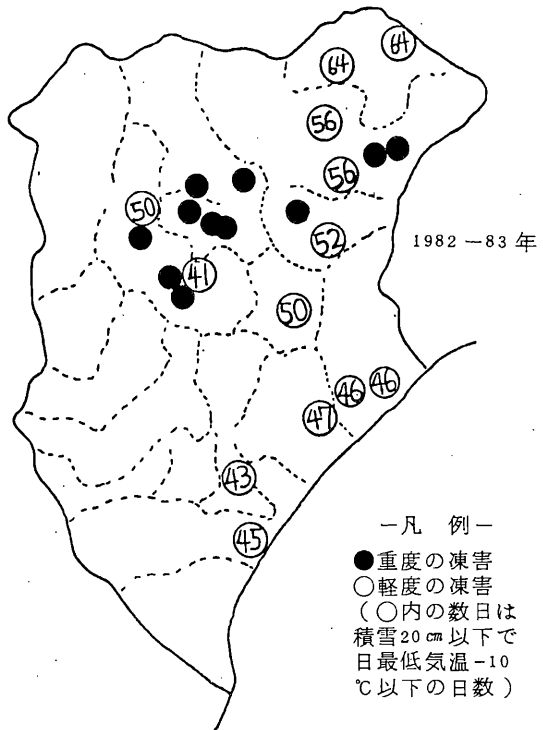 64
64
56
56
50
52
1982－83年
41
50
46
46
47
43
45
－凡　例－
●重度の凍害
○軽度の凍害
（○内の数日は
積雪20㎝以下で
日最低気温－10
℃以下の日数）